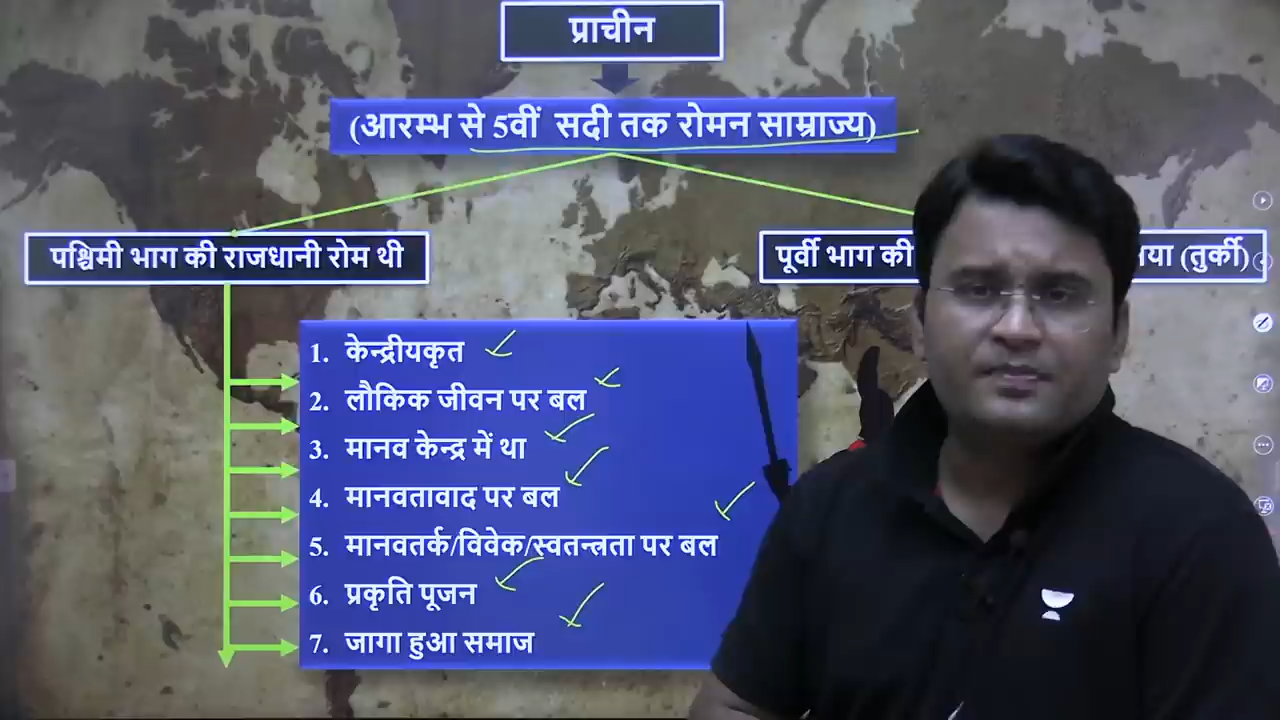 प्राचीन
(आरम्भ से 5वीं सदी तक रोमन साम्राज्य)
पश्चिमी भाग की राजधानी रोम थी
पूर्वी भाग की
(तुर्की)
1. केन्द्रीयकृत
2. लौकिक जीवन पर बल
3. मानव केन्द्र में था
4. मानवतावाद पर बल
5. मानवतर्क/विवेक/स्वतन्त्रता पर बल
6. प्रकृति पूजन
7. जागा हुआ समाज